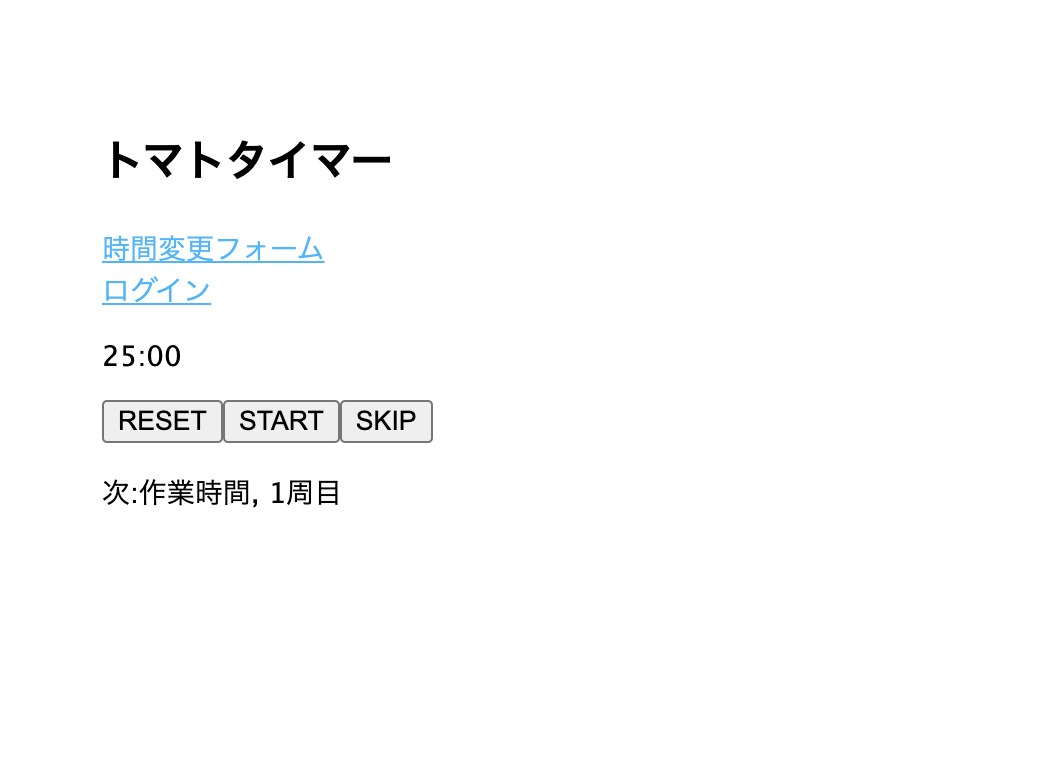 トマトタイマー
時間変更フォーム
ログイン
25:00
RESET START SKIP
次:作業時間, 1周目